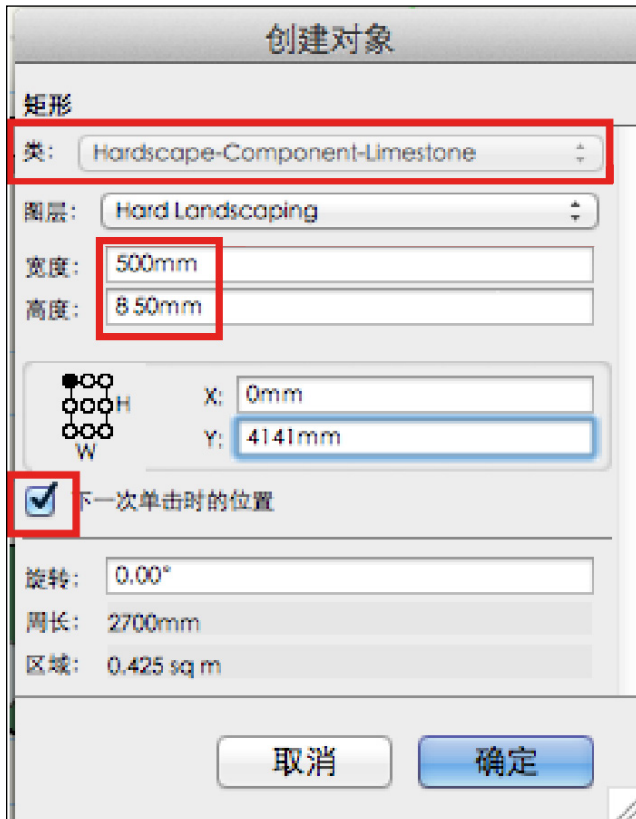 创建对象
矩形
类: Hardscape-Component-Limestone
图层: Hard Landscaping
宽度: 500mm
高度: 8 50mm
H X: 0mm
W Y: 4141mm
下一次单击时的位置
旋转: 0.00°
周长: 2700mm
区域: 0.425 sq m
取消 确定